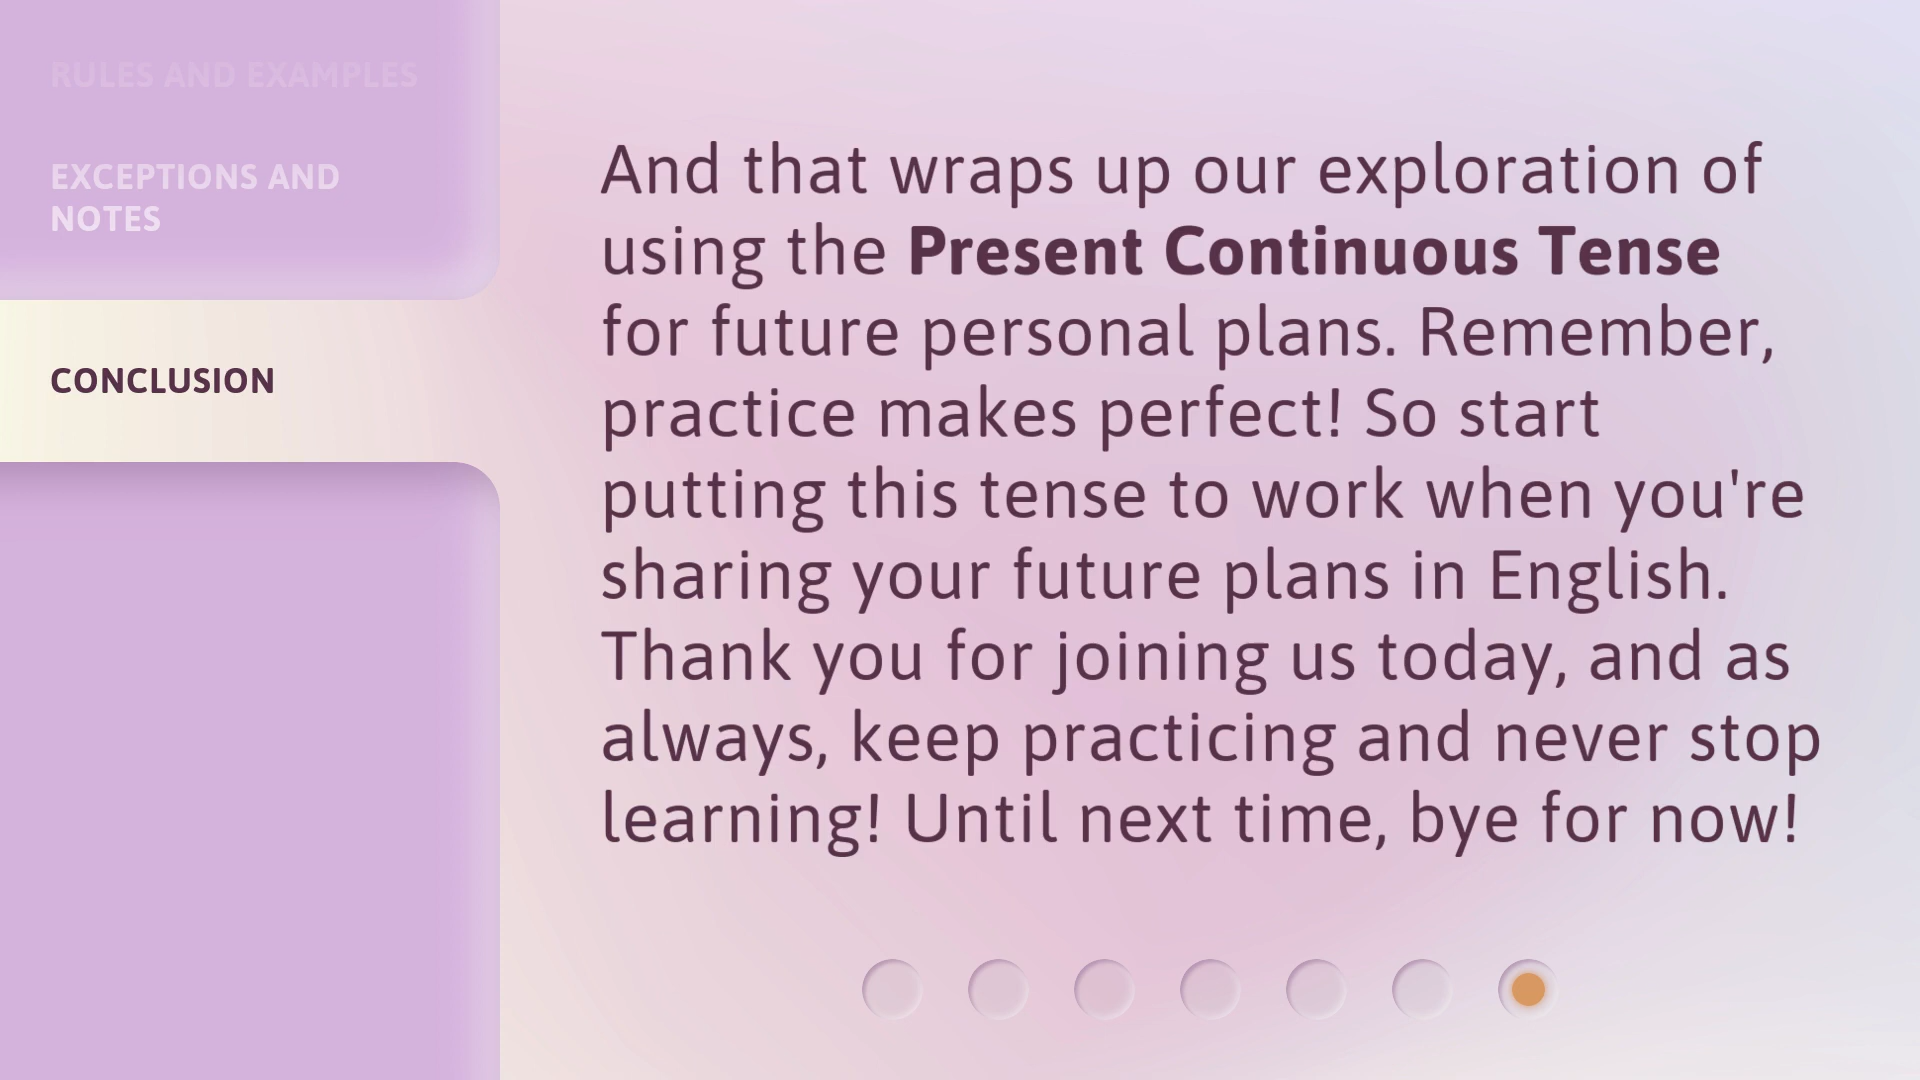 RULES AND EXAMPLES
EXCEPTIONS AND
NOTES
CONCLUSION
And that wraps up our exploration of
using the Present Continuous Tense
for future personal plans. Remember,
practice makes perfect! So start
putting this tense to work when you're
sharing your future plans in English.
Thank you for joining us today, and as
always, keep practicing and never stop
learning! Until next time, bye for now!